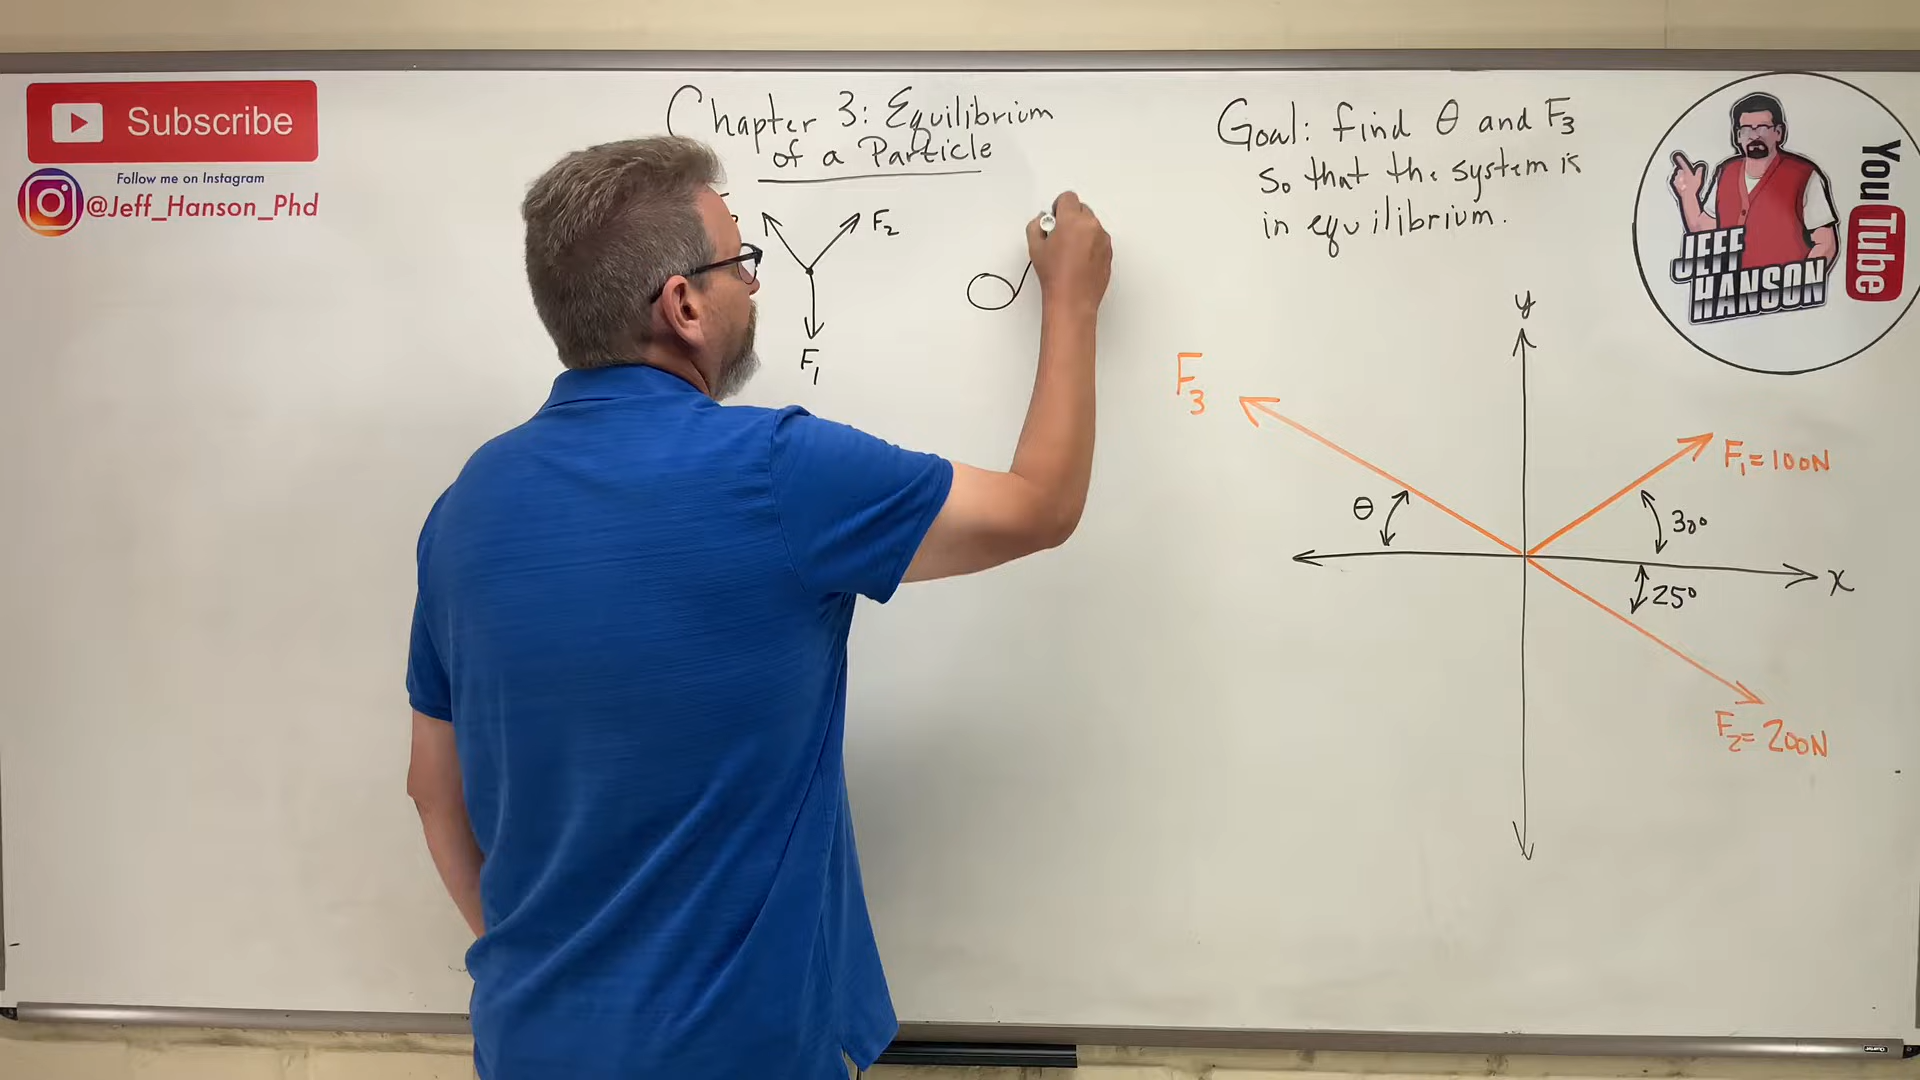 Subscribe
Follow me on Instagram
@Jeff_Hanson_Phd
Chapter 3: Equilibrium
of a Particle
F2
F1
Goal: find θ and F3
so that the system is
in equilibrium.
JEFF
HANSON
YouTube
y
F3
F1=100N
θ
30°
x
25°
F2=200N